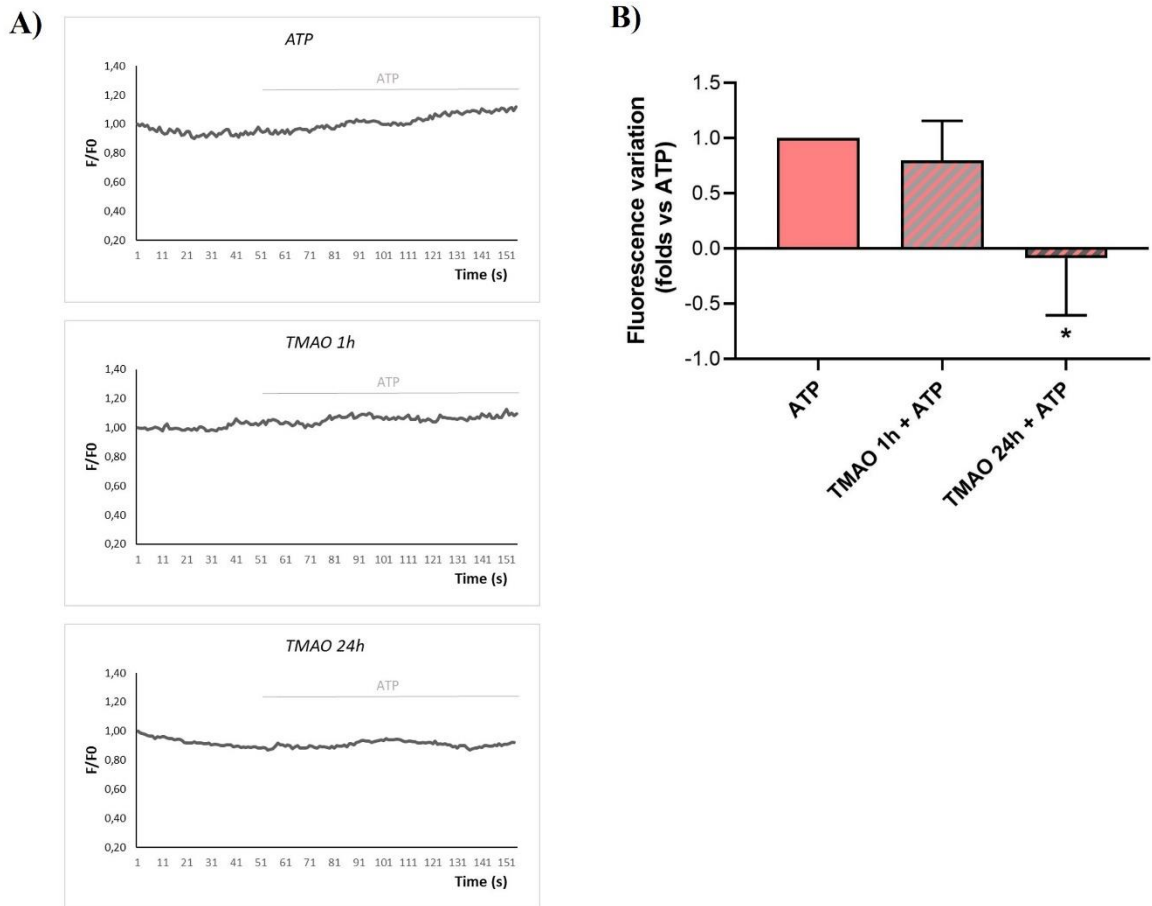 A)
ATP
1,40
1,20
1,00
0,80
0,60
0,40
0,20
F/F0
ATP
1 11 21 31 41 51 61 71 81 91 101 111 121 131 141 151
Time (s)
TMAO 1h
1,40
1,20
1,00
0,80
0,60
0,40
0,20
F/F0
ATP
1 11 21 31 41 51 61 71 81 91 101 111 121 131 141 151
Time (s)
TMAO 24h
1,40
1,20
1,00
0,80
0,60
0,40
0,20
F/F0
ATP
1 11 21 31 41 51 61 71 81 91 101 111 121 131 141 151
Time (s)
B)
Fluorescence variation
(folds vs ATP)
1.5
1.0
0.5
0.0
-0.5
-1.0
*
ATP
TMAO 1h + ATP
TMAO 24h + ATP